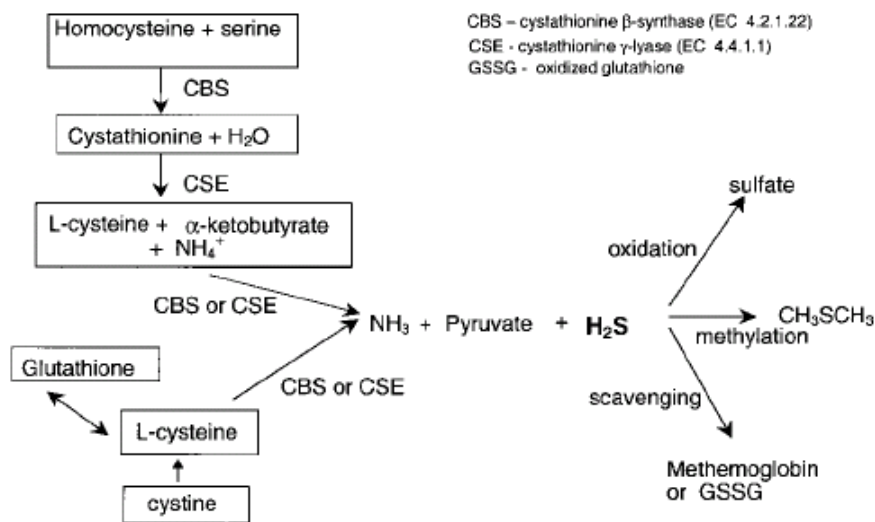 CBS – cystathionine β-synthase (EC 4.2.1.22)
CSE - cystathionine γ-lyase (EC 4.4.1.1)
GSSG - oxidized glutathione
Homocysteine + serine
CBS
Cystathionine + H₂O
CSE
L-cysteine + α-ketobutyrate
+ NH₄⁺
CBS or CSE
NH₃ + Pyruvate + H₂S
CBS or CSE
Glutathione
L-cysteine
cystine
sulfate
oxidation
CH₃SCH₃
methylation
scavenging
Methemoglobin
or GSSG